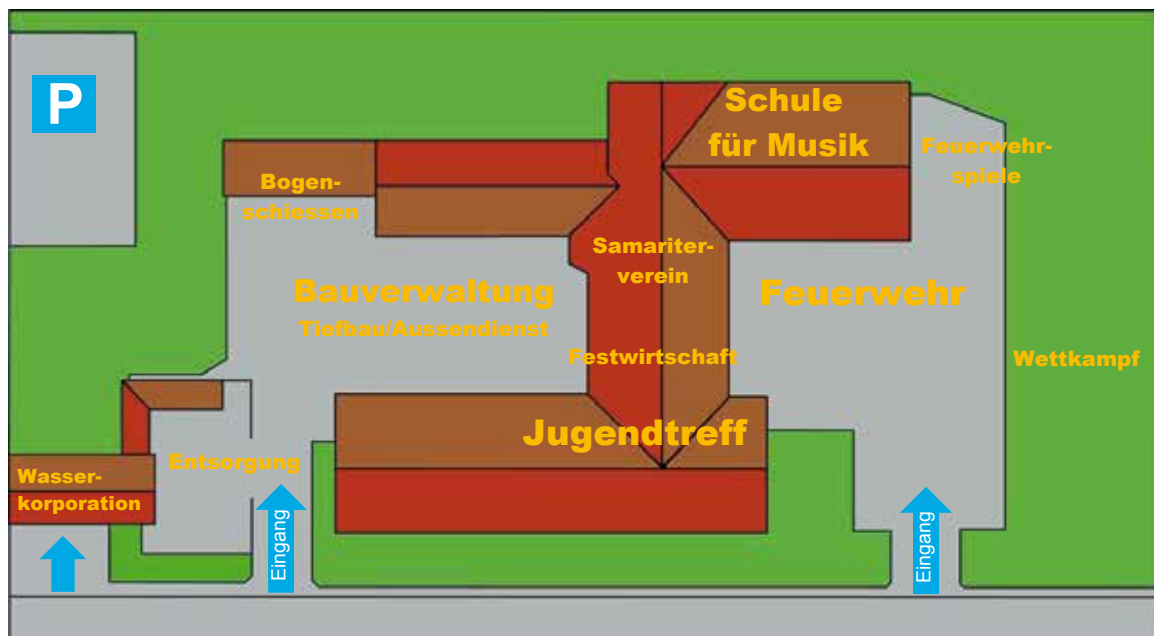 P
Schule
für Musik
Feuerwehr-
spiele
Bogen-
schiessen
Samariter-
verein
Bauverwaltung
Tiefbau/Aussendienst
Feuerwehr
Festwirtschaft
Wettkampf
Jugendtreff
Entsorgung
Wasser-
korporation
Eingang
Eingang